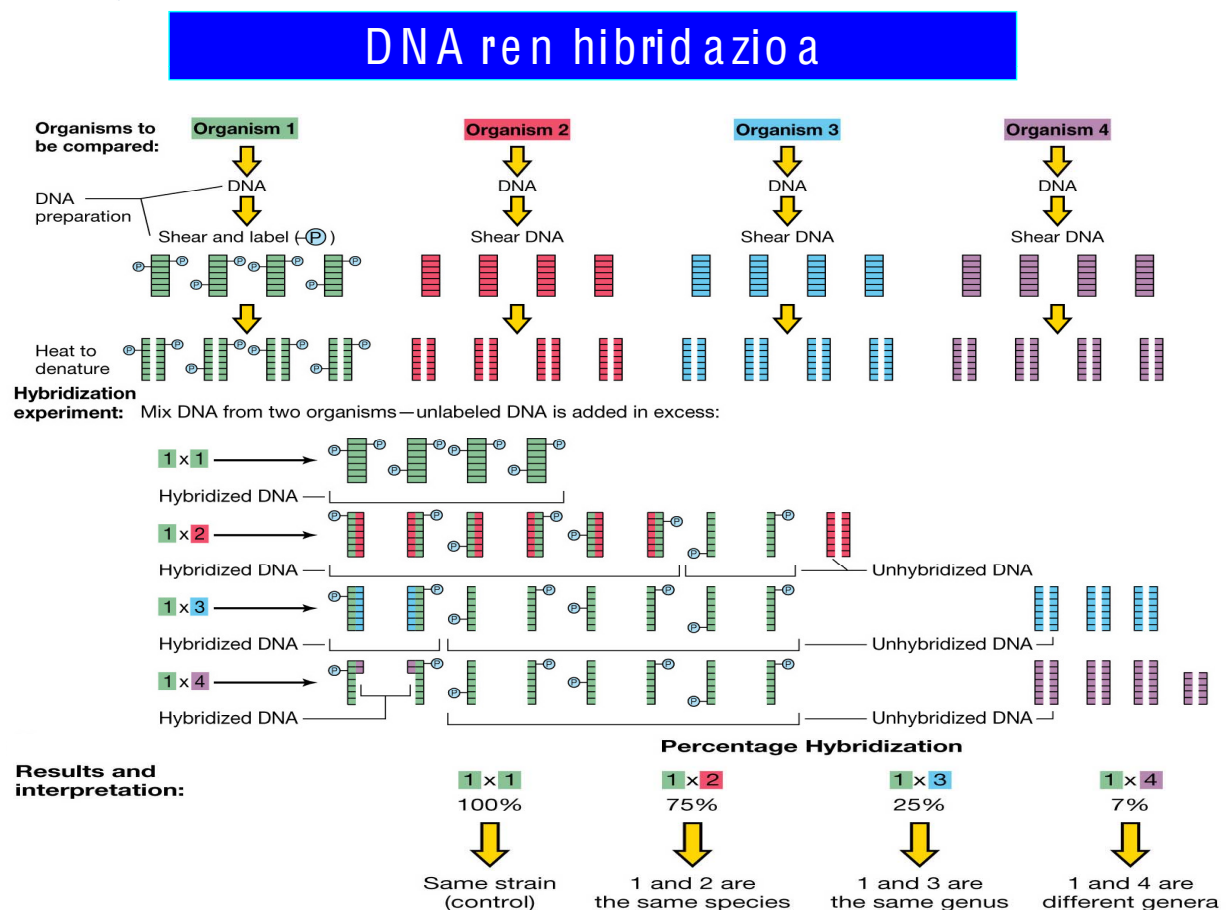 DNA ren hibridazioa
Organisms to
be compared:
Organism 1
Organism 2
Organism 3
Organism 4
DNA
preparation
DNA
DNA
DNA
DNA
Shear and label (-P)
Shear DNA
Shear DNA
Shear DNA
P P P P P P P P
Heat to
denature
P P P P P P P P
Hybridization
experiment: Mix DNA from two organisms—unlabeled DNA is added in excess:
1 x 1
P P P P P P P P
Hybridized DNA
1 x 2
P P P P P P P P
Hybridized DNA
Unhybridized DNA
1 x 3
P P P P P P P P
Hybridized DNA
Unhybridized DNA
1 x 4
P P P P P P P P
Hybridized DNA
Unhybridized DNA
Percentage Hybridization
Results and
interpretation:
1 x 1
1 x 2
1 x 3
1 x 4
100%
75%
25%
7%
Same strain
(control)
1 and 2 are
the same species
1 and 3 are
the same genus
1 and 4 are
different genera